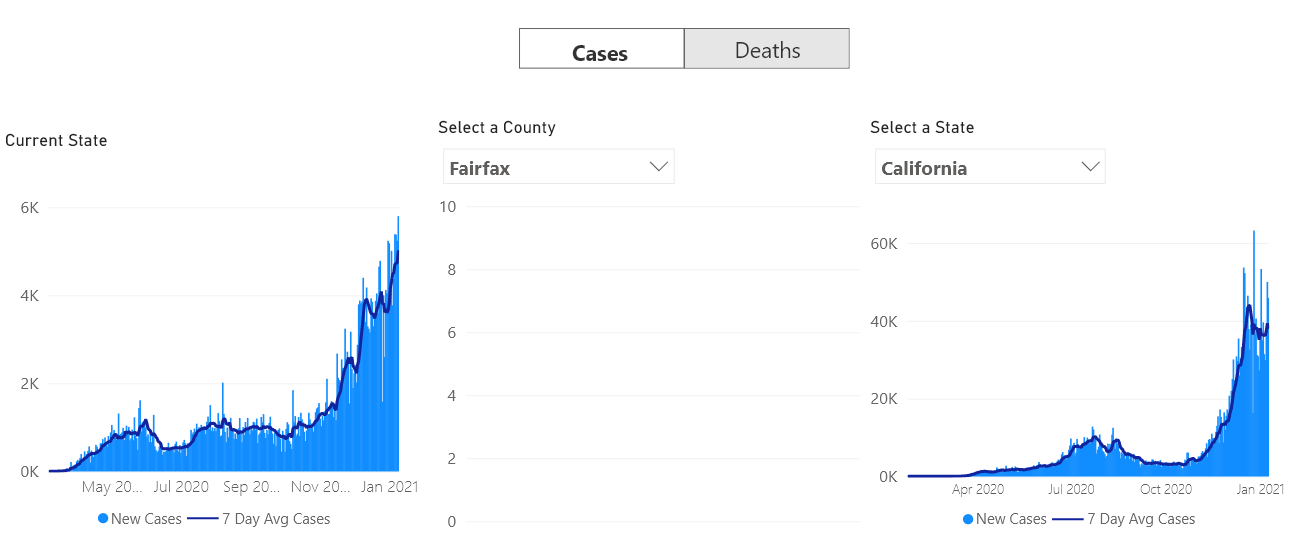 Cases
Deaths
Current State
6K
4K
2K
0K
May 20...
Jul 2020
Sep 20...
Nov 20...
Jan 2021
New Cases
7 Day Avg Cases
Select a County
Fairfax
10
8
6
4
2
0
Select a State
California
60K
40K
20K
0K
Apr 2020
Jul 2020
Oct 2020
Jan 2021
New Cases
7 Day Avg Cases